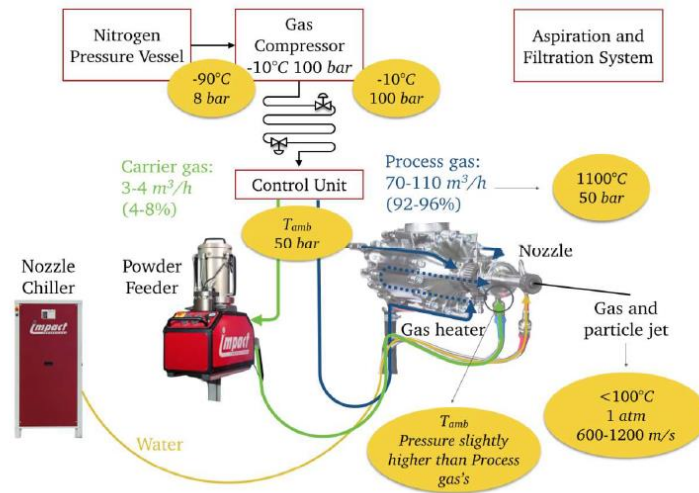 Nitrogen
Pressure Vessel
Gas
Compressor
-10°C 100 bar
Aspiration and
Filtration System
-90°C
8 bar
-10°C
100 bar
Carrier gas:
3-4 m³/h
(4-8%)
Control Unit
Process gas:
70-110 m³/h
(92-96%)
1100°C
50 bar
T_amb
50 bar
Nozzle
Chiller
Powder
Feeder
Nozzle
Gas heater
Gas and
particle jet
impact
impact
Water
T_amb
Pressure slightly
higher than Process
gas's
<100°C
1 atm
600-1200 m/s